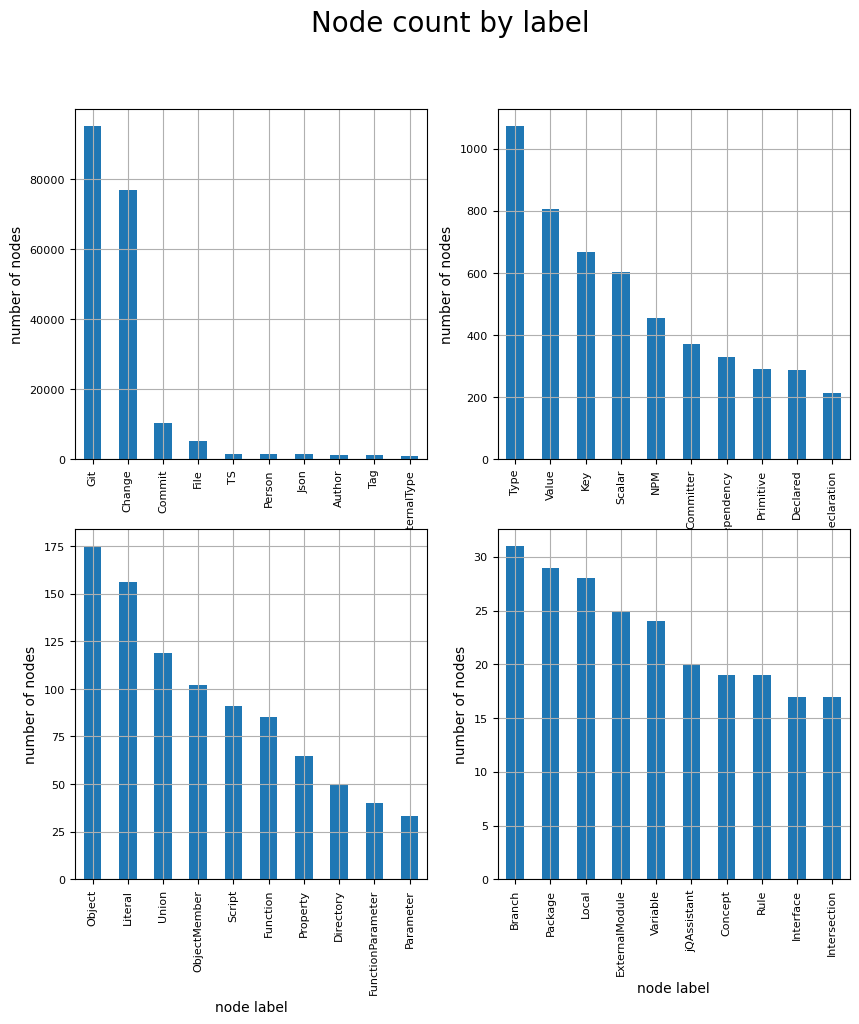 Node count by label
number of nodes
80000
60000
40000
20000
0
Git
Change
Commit
File
TS
Person
Json
Author
Tag
number of nodes
1000
800
600
400
200
0
Type
Value
Key
Scalar
NPM
Committer
Primitive
Declared
number of nodes
175
150
125
100
75
50
25
0
Object
Literal
Union
ObjectMember
Script
Function
Property
Directory
FunctionParameter
Parameter
node label
number of nodes
30
25
20
15
10
5
0
Branch
Package
Local
ExternalModule
Variable
jQAssistant
Concept
Rule
Interface
Intersection
node label